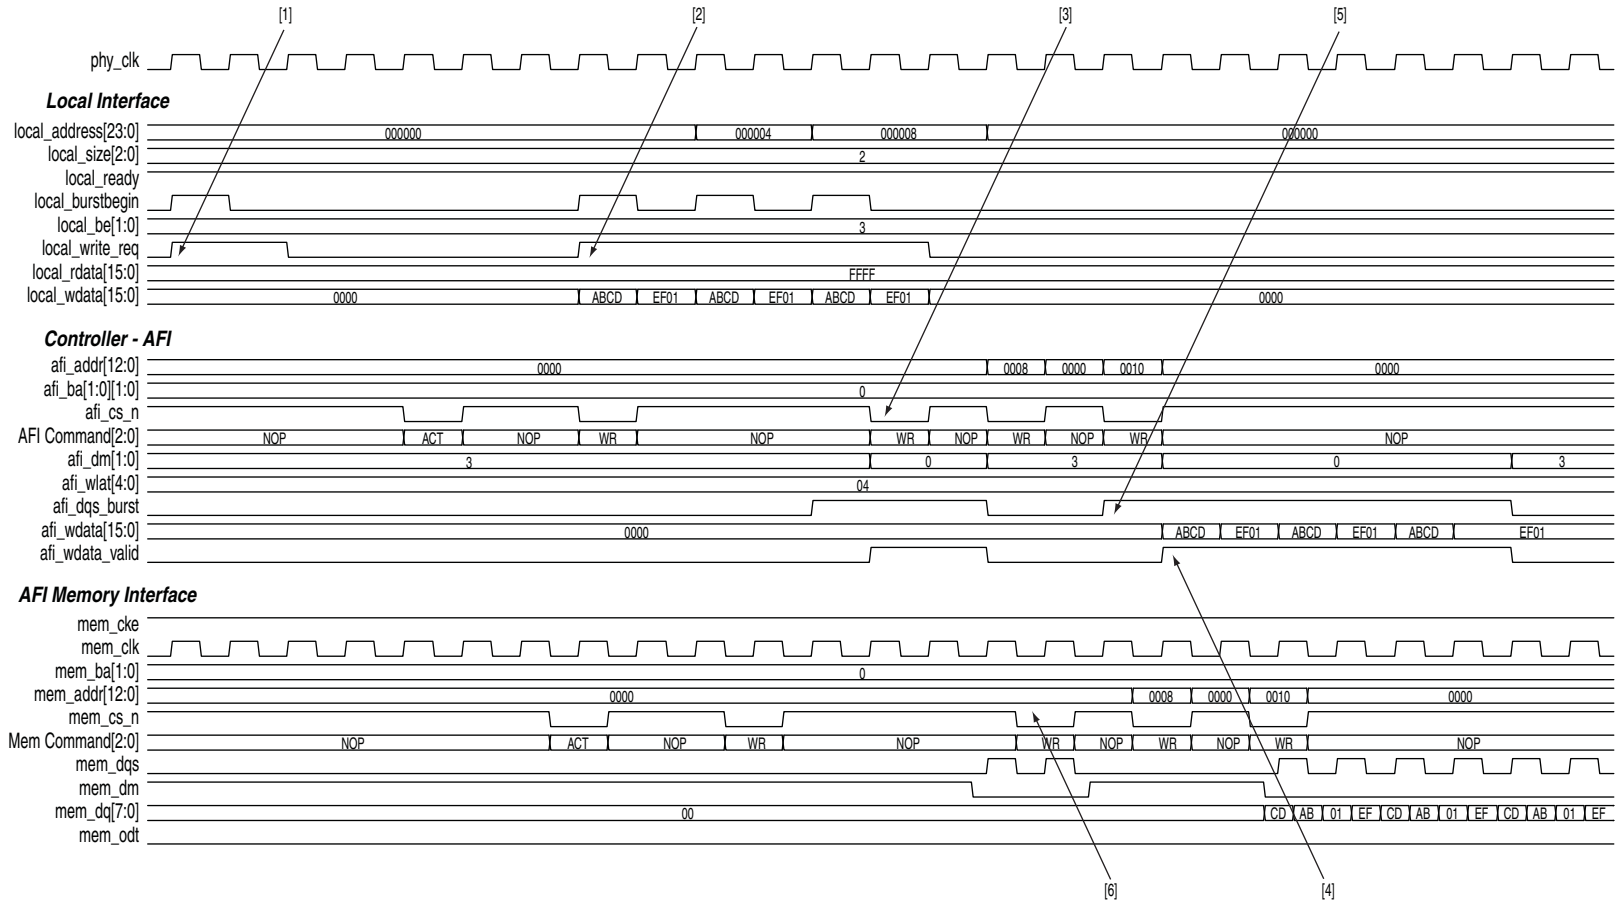 [1] [2] [3] [5]
phy_clk
Local Interface
local_address[23:0] 000000 000004 000008 000000
local_size[2:0] 2
local_ready
local_burstbegin
local_be[1:0] 3
local_write_req
local_rdata[15:0] FFFF
local_wdata[15:0] 0000 ABCD EF01 ABCD EF01 ABCD EF01 0000
Controller - AFI
afi_addr[12:0] 0000 0008 0000 0010 0000
afi_ba[1:0][1:0] 0
afi_cs_n
AFI Command[2:0] NOP ACT NOP WR NOP WR NOP WR NOP WR NOP
afi_dm[1:0] 3 0 3 0 3
afi_wlat[4:0] 04
afi_dqs_burst
afi_wdata[15:0] 0000 ABCD EF01 ABCD EF01 ABCD EF01
afi_wdata_valid
AFI Memory Interface
mem_cke
mem_clk
mem_ba[1:0] 0
mem_addr[12:0] 0000 0008 0000 0010 0000
mem_cs_n
Mem Command[2:0] NOP ACT NOP WR NOP WR NOP WR NOP WR NOP
mem_dqs
mem_dm
mem_dq[7:0] 00 CD AB 01 EF CD AB 01 EF CD AB 01 EF
mem_odt
[6] [4]